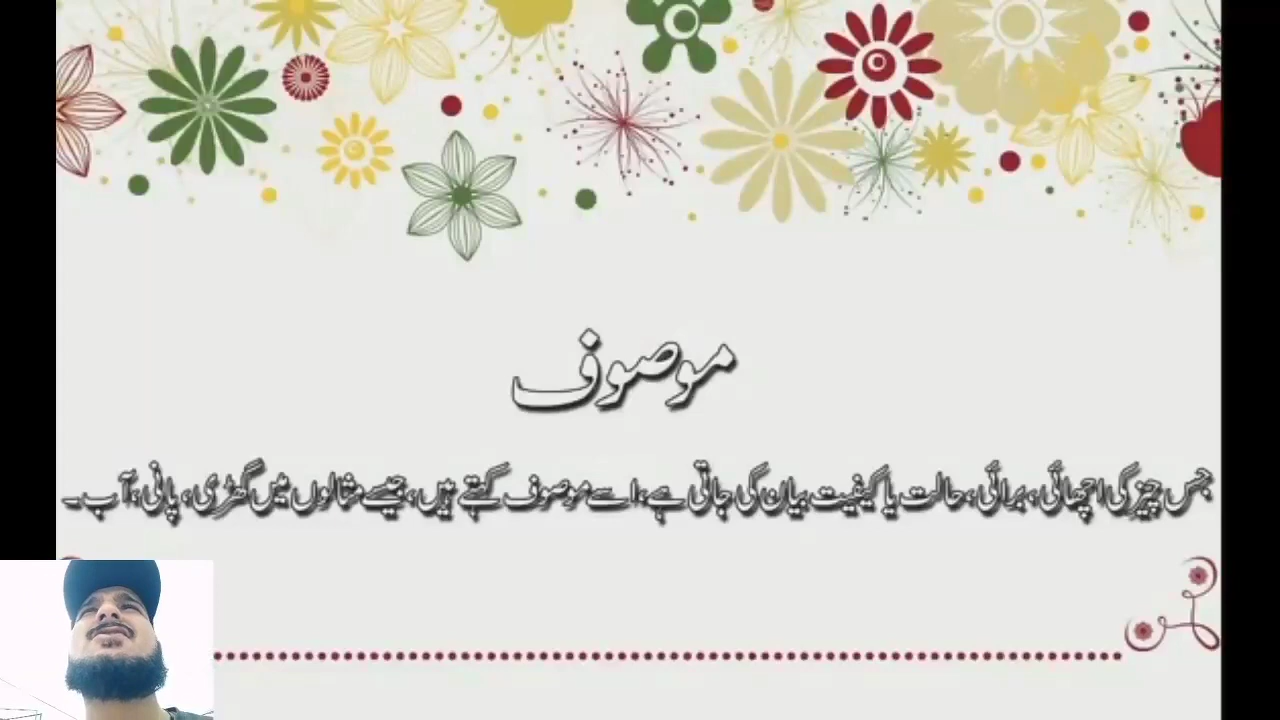 موصوف
جس چیز کی اچھائی، برائی، حالت یا کیفیت بیان کی جاتی ہے، اسے موصوف کہتے ہیں، جیسے مثالوں میں گھڑی، پانی، آب۔